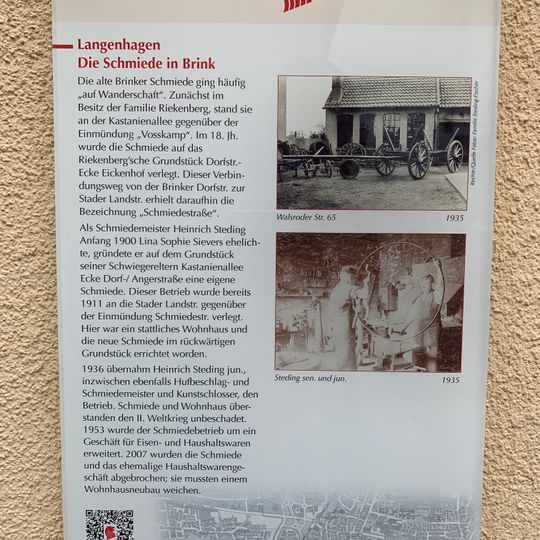 Langenhagen
Die Schmiede in Brink
Die alte Brinker Schmiede ging häufig
„auf Wanderschaft“. Zunächst im
Besitz der Familie Riekenberg, stand sie
an der Kastanienallee gegenüber der
Einmündung „Vosskamp“. Im 18. Jh.
wurde die Schmiede auf das
Riekenberg'sche Grundstück Dorfstr.-
Ecke Eickenhof verlegt. Dieser Verbin-
dungsweg von der Brinker Dorfstr. zur
Stader Landstr. erhielt daraufhin die
Bezeichnung „Schmiedestraße“.
Als Schmiedemeister Heinrich Steding
Anfang 1900 Lina Sophie Sievers ehelich-
te, gründete er auf dem Grundstück
seiner Schwiegereltern Kastanienallee
Ecke Dorf-/ Angerstraße eine eigene
Schmiede. Dieser Betrieb wurde bereits
1911 an die Stader Landstr. gegenüber
der Einmündung Schmiedestr. verlegt.
Hier war ein stattliches Wohnhaus und
die neue Schmiede im rückwärtigen
Grundstück errichtet worden.
1936 übernahm Heinrich Steding jun.,
inzwischen ebenfalls Hufbeschlag- und
Schmiedemeister und Kunstschlosser, den
Betrieb. Schmiede und Wohnhaus über-
standen den II. Weltkrieg unbeschadet.
1953 wurde der Schmiedebetrieb um ein
Geschäft für Eisen- und Haushaltswaren
erweitert. 2007 wurden die Schmiede
und das ehemalige Haushaltswarenge-
schäft abgebrochen; sie mussten einem
Wohnhausneubau weichen.
Rechte/Quelle Fotos: Familie Steding-Fischer
Walsroder Str. 65 1935
Steding sen. und jun. 1935